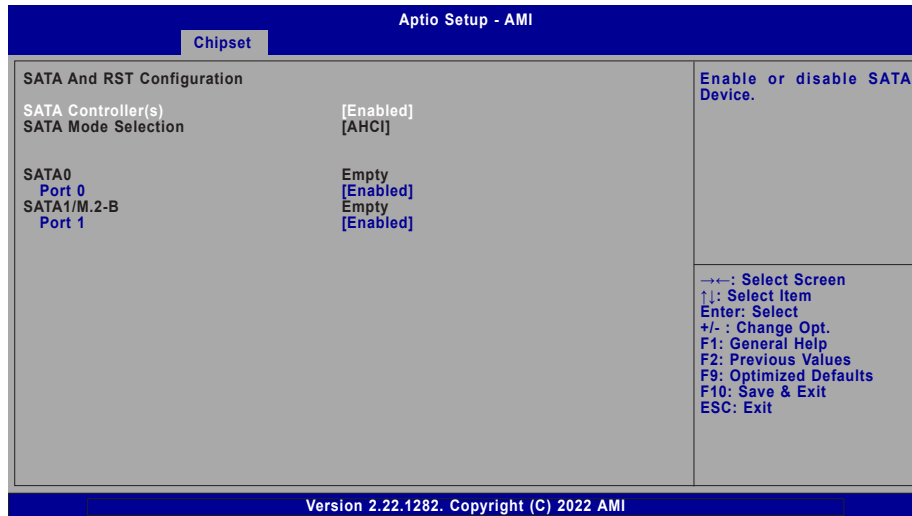 Aptio Setup - AMI
Chipset
SATA And RST Configuration
SATA Controller(s) [Enabled]
SATA Mode Selection [AHCI]
SATA0 Empty
Port 0 [Enabled]
SATA1/M.2-B Empty
Port 1 [Enabled]
Enable or disable SATA
Device.
→←: Select Screen
↑↓: Select Item
Enter: Select
+/- : Change Opt.
F1: General Help
F2: Previous Values
F9: Optimized Defaults
F10: Save & Exit
ESC: Exit
Version 2.22.1282. Copyright (C) 2022 AMI